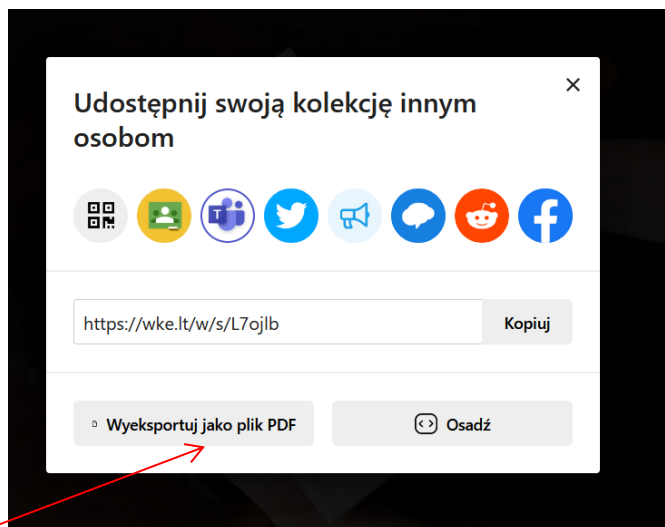 Udostępnij swoją kolekcję innym
osobom
https://wke.lt/w/s/L7ojlb
Kopiuj
Wyeksportuj jako plik PDF
Osadź